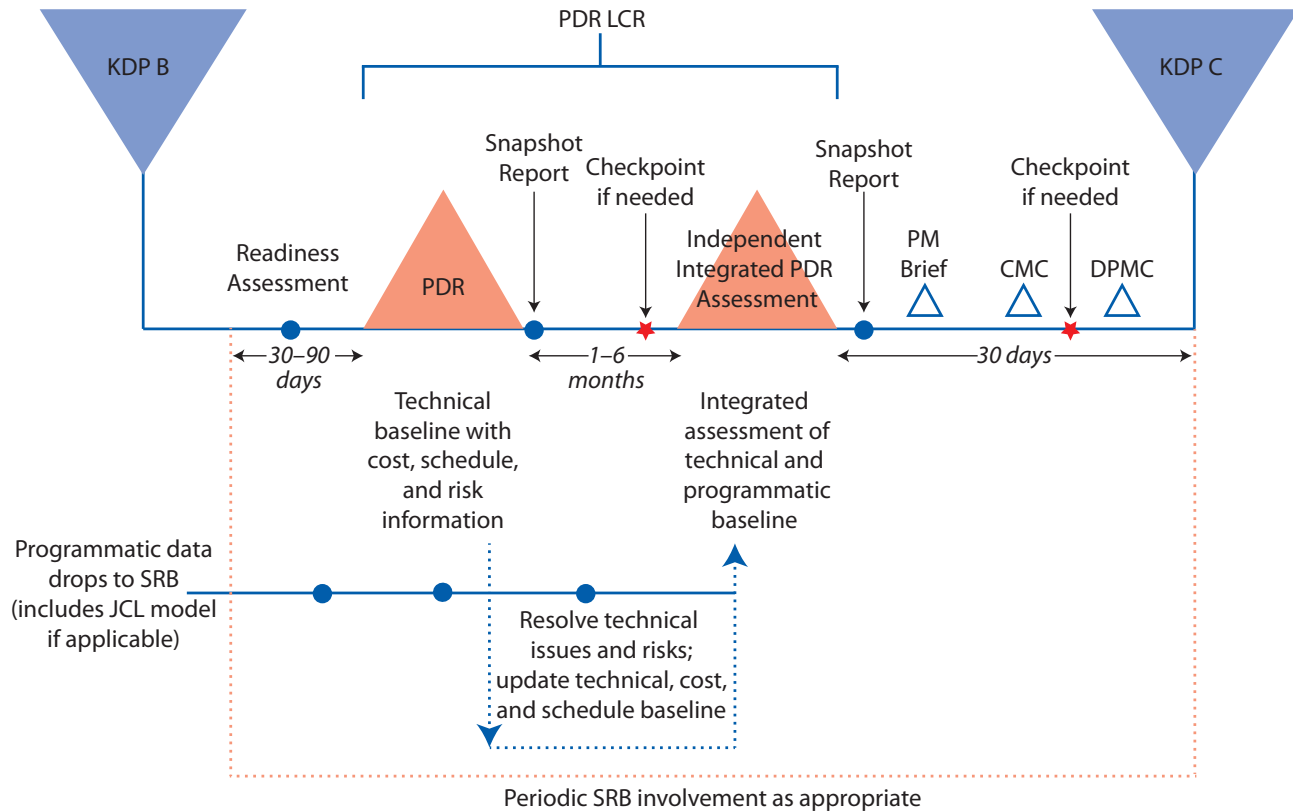 PDR LCR
KDP B
KDP C
Snapshot
Report
Checkpoint
if needed
Snapshot
Report
Checkpoint
if needed
Readiness
Assessment
PDR
Independent
Integrated PDR
Assessment
PM
Brief
CMC
DPMC
30–90
days
1–6
months
30 days
Technical
baseline with
cost, schedule,
and risk
information
Integrated
assessment of
technical and
programmatic
baseline
Programmatic data
drops to SRB
(includes JCL model
if applicable)
Resolve technical
issues and risks;
update technical, cost,
and schedule baseline
Periodic SRB involvement as appropriate